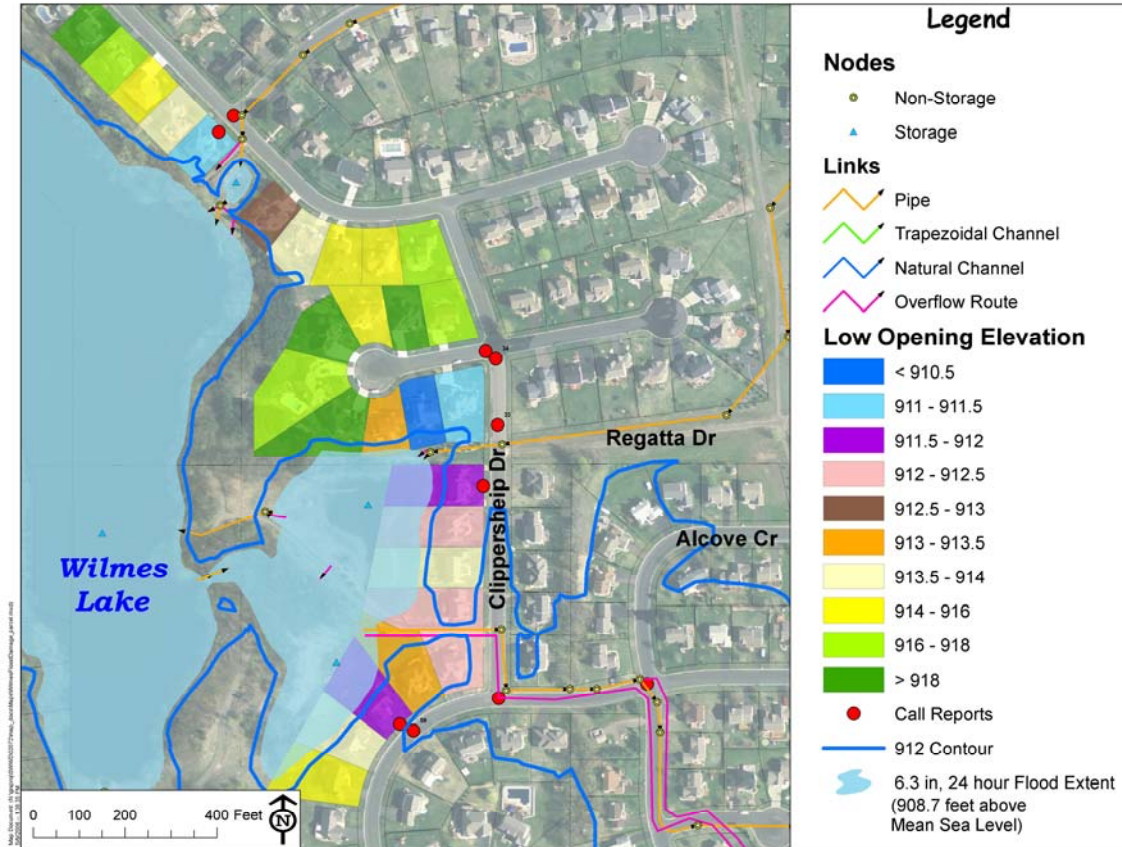 Legend
Nodes
Non-Storage
Storage
Links
Pipe
Trapezoidal Channel
Natural Channel
Overflow Route
Low Opening Elevation
< 910.5
911 - 911.5
911.5 - 912
912 - 912.5
912.5 - 913
913 - 913.5
913.5 - 914
914 - 916
916 - 918
> 918
Call Reports
912 Contour
6.3 in, 24 hour Flood Extent
(908.7 feet above
Mean Sea Level)
34
33
Regatta Dr
Clippersheip Dr
Alcove Cr
Wilmes
Lake
0 50 100 200 400 Feet
N